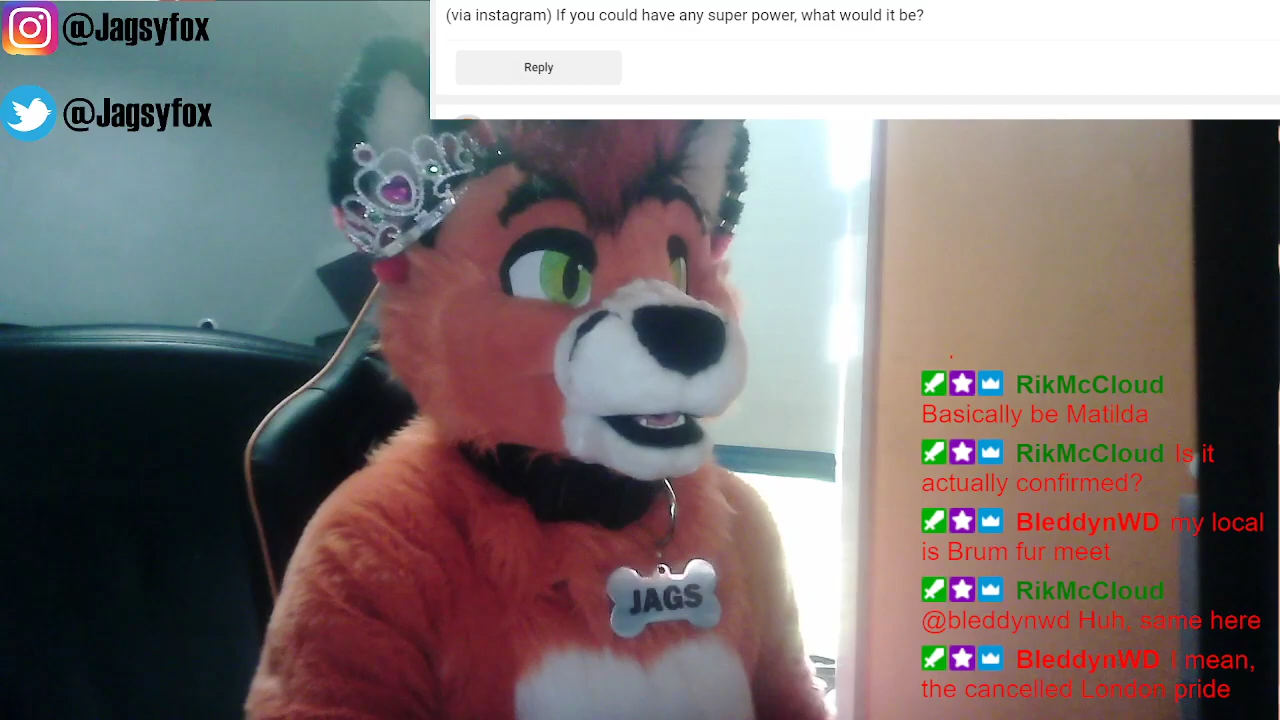 @Jagsyfox
@Jagsyfox
(via instagram) If you could have any super power, what would it be?
Reply
JAGS
RikMcCloud
Basically be Matilda
RikMcCloud Is it
actually confirmed?
BleddynWD my local
is Brum fur meet
RikMcCloud
@bleddynwd Huh, same here
BleddynWD i mean,
the cancelled London pride